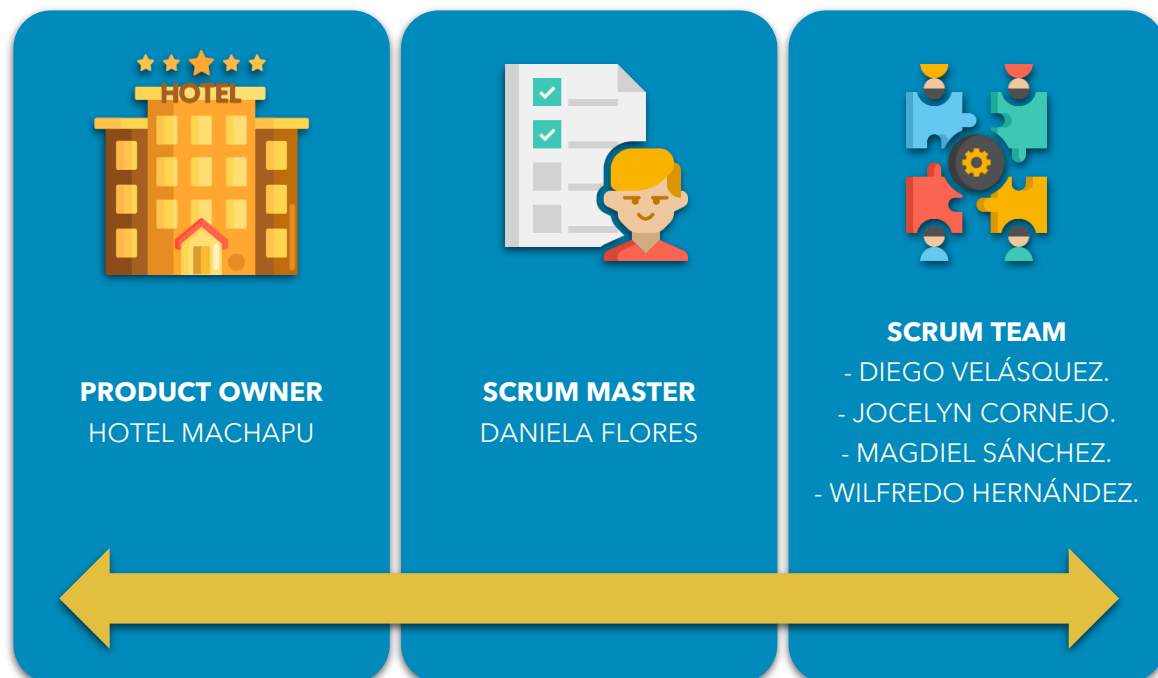 HOTEL
PRODUCT OWNER
HOTEL MACHAPU
SCRUM MASTER
DANIELA FLORES
SCRUM TEAM
- DIEGO VELÁSQUEZ.
- JOCELYN CORNEJO.
- MAGDIEL SÁNCHEZ.
- WILFREDO HERNÁNDEZ.